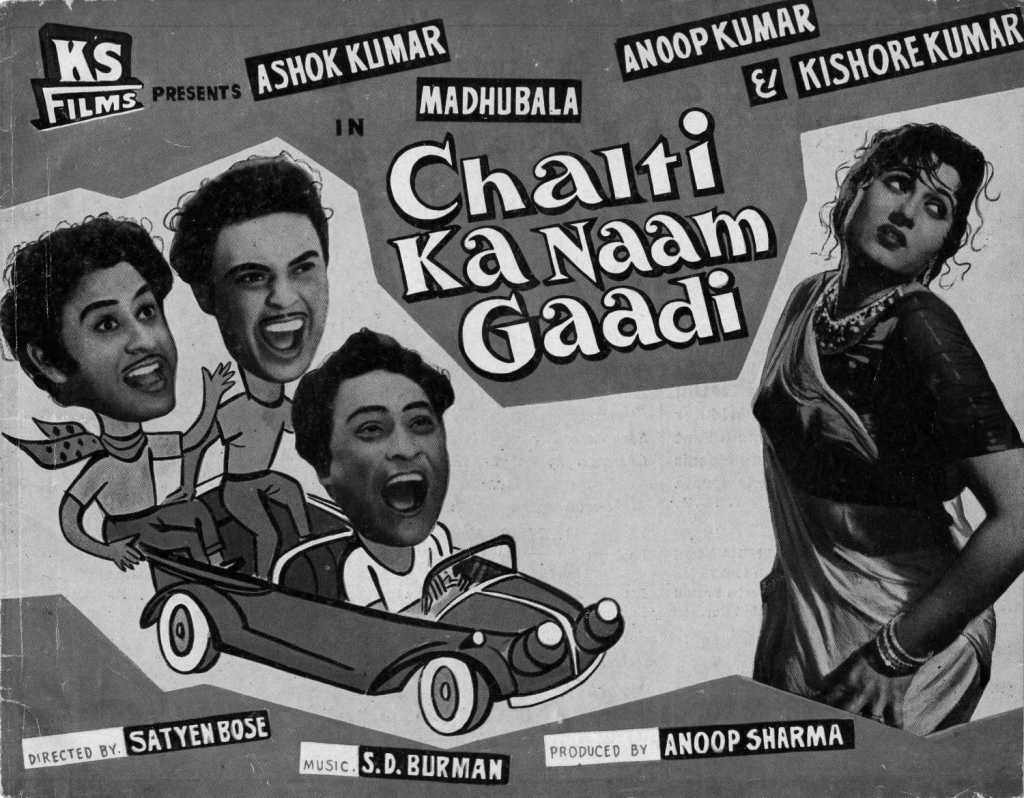 KS
FILMS
PRESENTS
ASHOK KUMAR
ANOOP KUMAR
MADHUBALA
& KISHORE KUMAR
IN
Chalti
Ka Naam
Gaadi
DIRECTED BY. SATYEN BOSE
MUSIC. S.D. BURMAN
PRODUCED BY ANOOP SHARMA